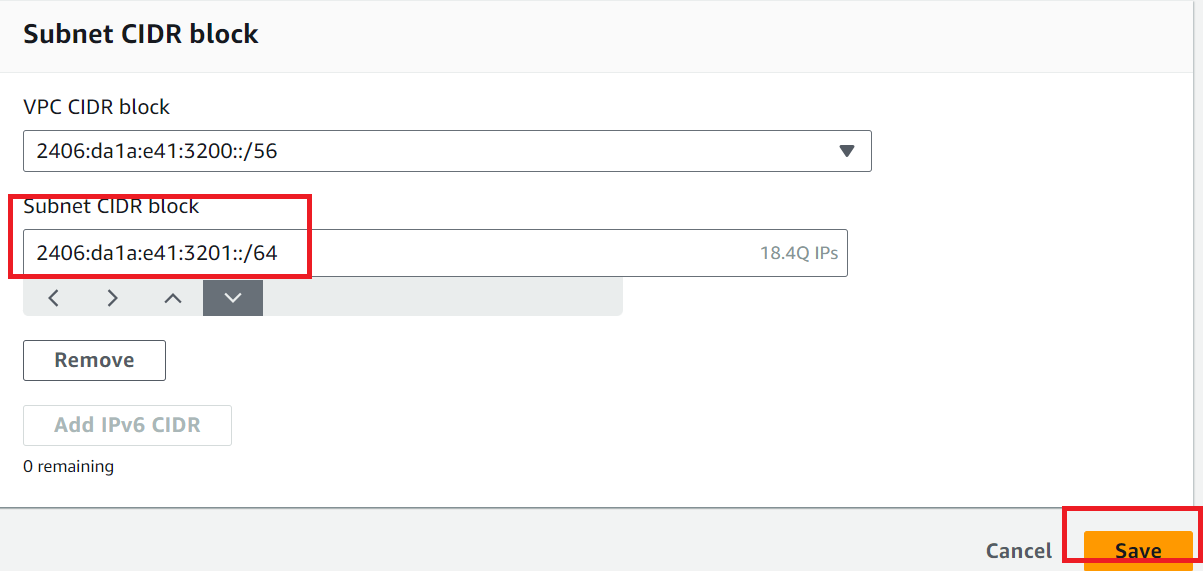 Subnet CIDR block
VPC CIDR block
2406:da1a:e41:3200::/56
Subnet CIDR block
2406:da1a:e41:3201::/64 18.4Q IPs
Remove
Add IPv6 CIDR
0 remaining
Cancel Save